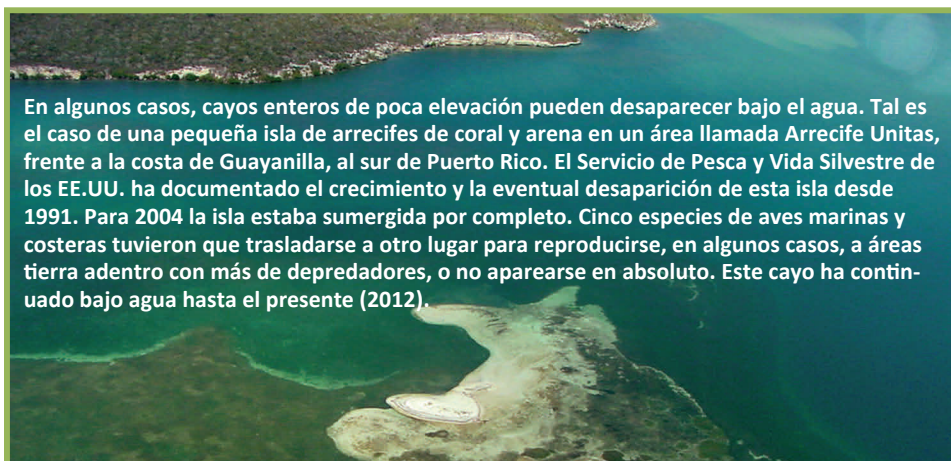 En algunos casos, cayos enteros de poca elevación pueden desaparecer bajo el agua. Tal es
el caso de una pequeña isla de arrecifes de coral y arena en un área llamada Arrecife Unitas,
frente a la costa de Guayanilla, al sur de Puerto Rico. El Servicio de Pesca y Vida Silvestre de
los EE.UU. ha documentado el crecimiento y la eventual desaparición de esta isla desde
1991. Para 2004 la isla estaba sumergida por completo. Cinco especies de aves marinas y
costeras tuvieron que trasladarse a otro lugar para reproducirse, en algunos casos, a áreas
tierra adentro con más de depredadores, o no aparearse en absoluto. Este cayo ha contin-
uado bajo agua hasta el presente (2012).